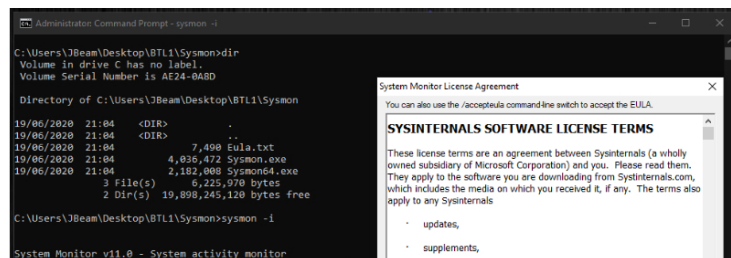 Administrator: Command Prompt - sysmon -i
C:\Users\JBeam\Desktop\BTL1\Sysmon>dir
Volume in drive C has no label.
Volume Serial Number is AE24-0A8D
Directory of C:\Users\JBeam\Desktop\BTL1\Sysmon
19/06/2020 21:04 <DIR> .
19/06/2020 21:04 <DIR> ..
19/06/2020 21:04 7,490 Eula.txt
19/06/2020 21:04 4,036,472 Sysmon.exe
19/06/2020 21:04 2,182,008 Sysmon64.exe
3 File(s) 6,225,970 bytes
2 Dir(s) 19,898,245,120 bytes free
C:\Users\JBeam\Desktop\BTL1\Sysmon>sysmon -i
System Monitor v11.0 - System activity monitor
System Monitor License Agreement
You can also use the /accepteula command-line switch to accept the EULA.
SYSINTERNALS SOFTWARE LICENSE TERMS
These license terms are an agreement between Sysinternals (a wholly
owned subsidiary of Microsoft Corporation) and you. Please read them.
They apply to the software you are downloading from Systinternals.com,
which includes the media on which you received it, if any. The terms also
apply to any Sysinternals
· updates,
· supplements,